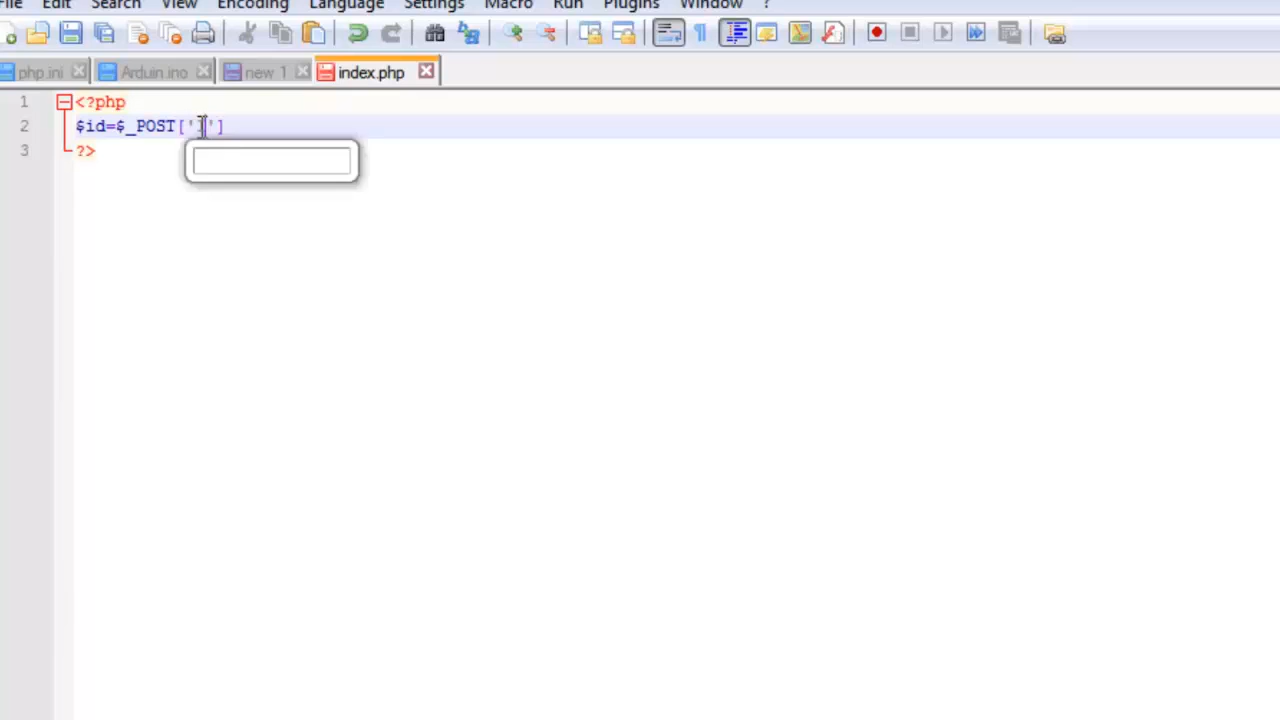 File Edit Search View Encoding Language Settings Macro Run Plugins Window ?
php.ini Arduin.ino new 1 index.php
1 <?php
2 $id=$_POST['']
3 ?>